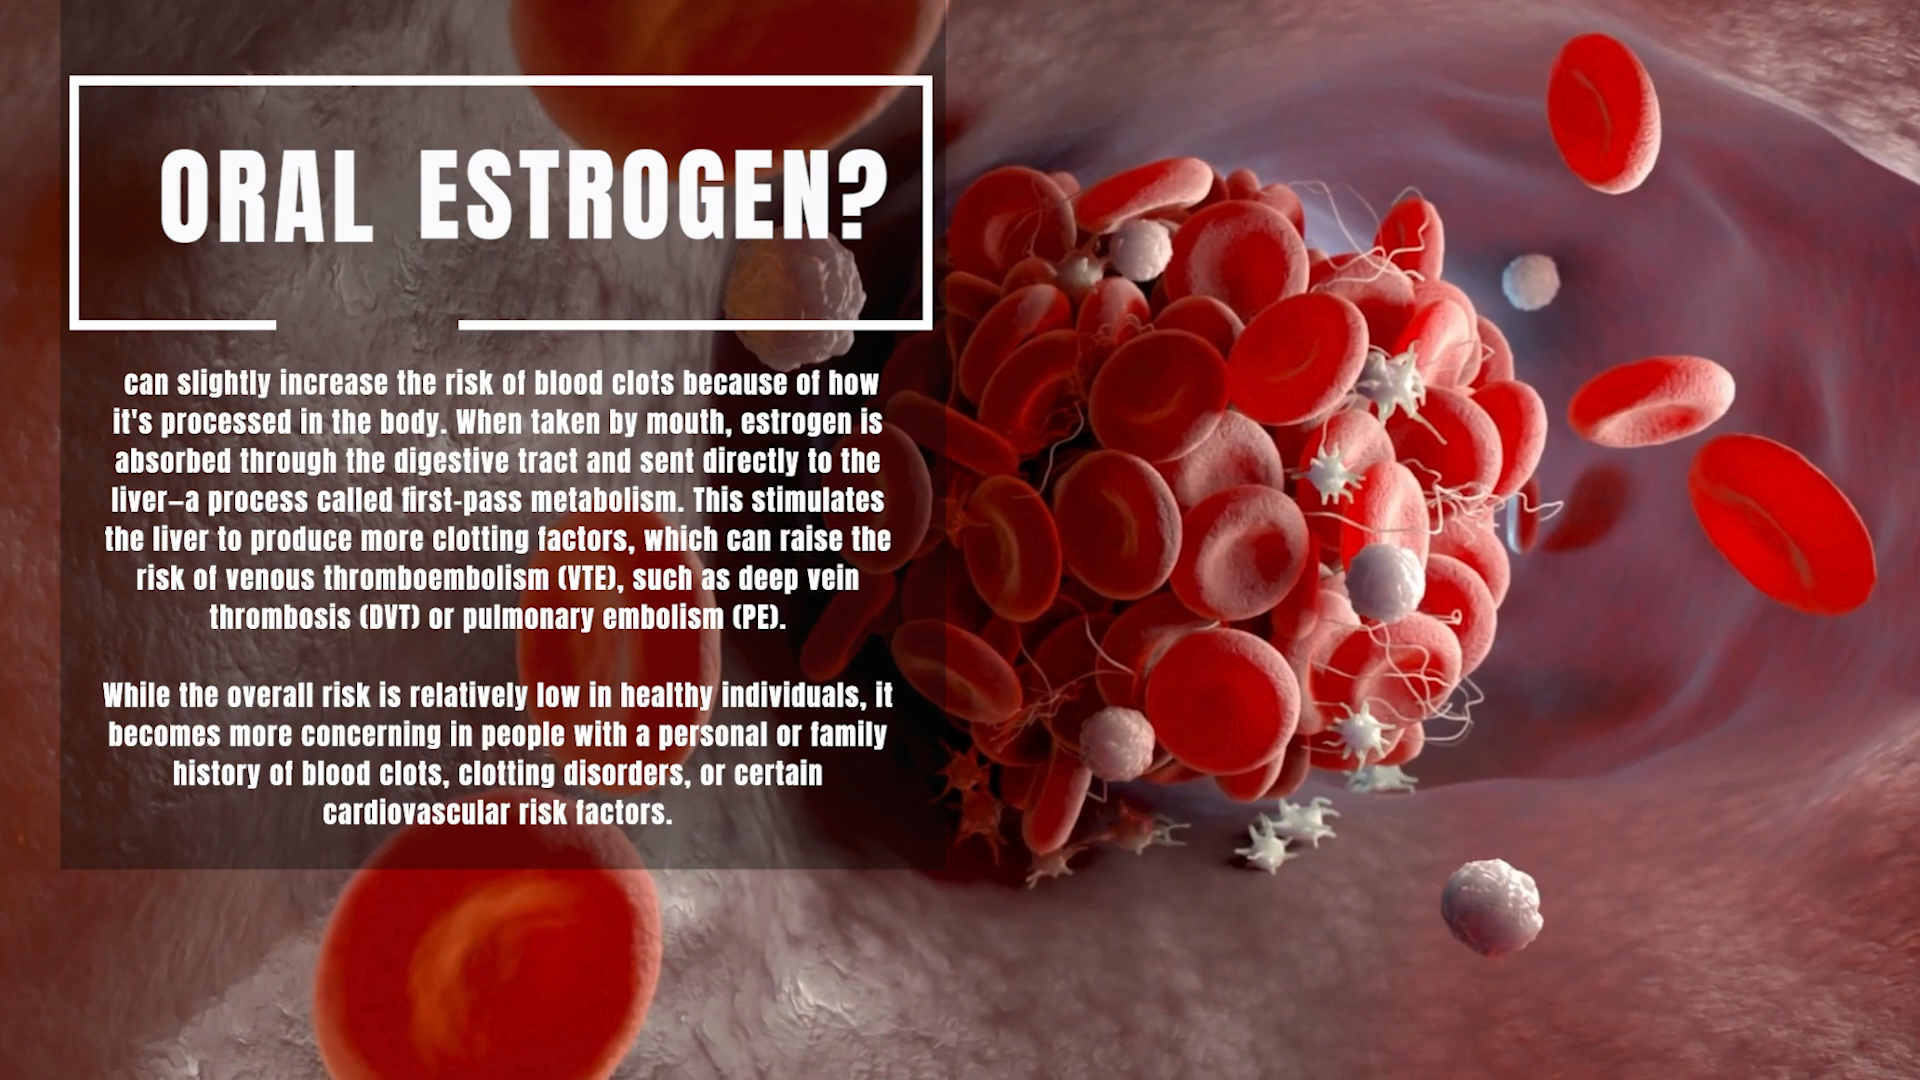 ORAL ESTROGEN?
can slightly increase the risk of blood clots because of how
it's processed in the body. When taken by mouth, estrogen is
absorbed through the digestive tract and sent directly to the
liver—a process called first-pass metabolism. This stimulates
the liver to produce more clotting factors, which can raise the
risk of venous thromboembolism (VTE), such as deep vein
thrombosis (DVT) or pulmonary embolism (PE).
While the overall risk is relatively low in healthy individuals, it
becomes more concerning in people with a personal or family
history of blood clots, clotting disorders, or certain
cardiovascular risk factors.